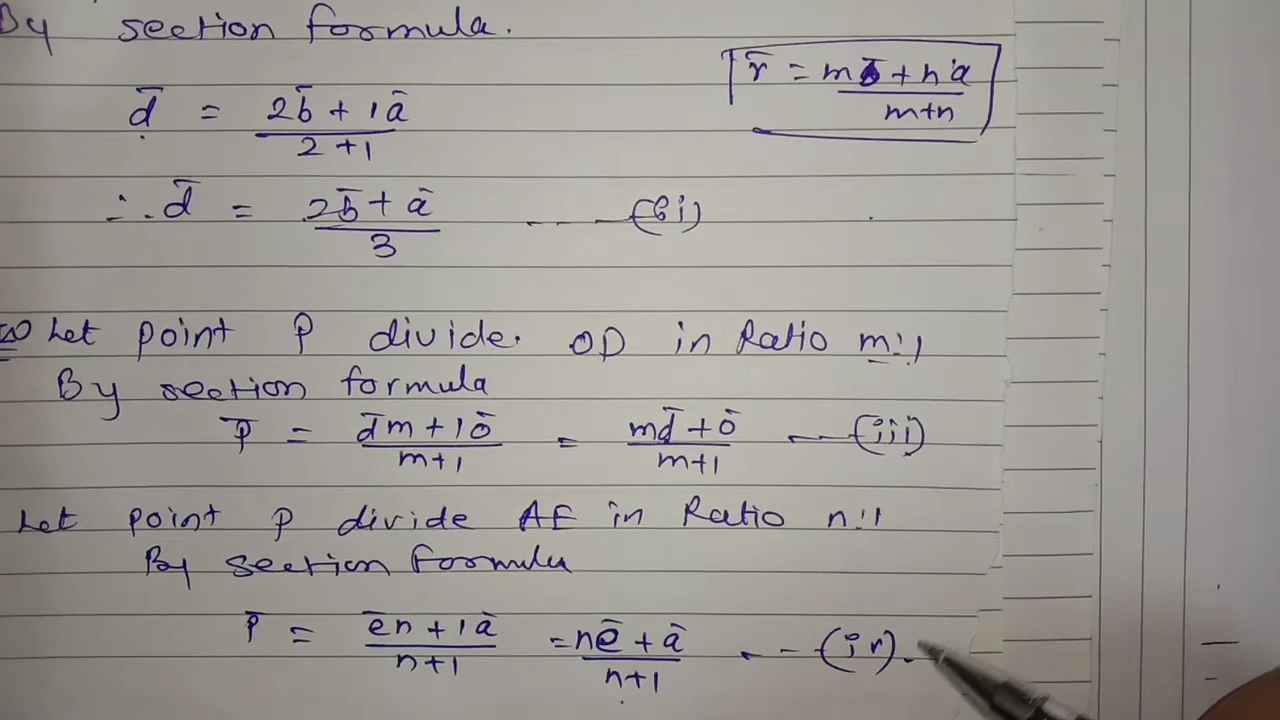 By section formula.
r̄ = mb̄ + nā / m+n
d̄ = 2b̄ + 1ā / 2+1
∴ d̄ = 2b̄ + ā / 3 ---- (ii)
Let point P divide. OD in Ratio m:1
By section formula
p̄ = d̄m + 1ō / m+1 = md̄ + ō / m+1 --- (iii)
Let point P divide AE in Ratio n:1
By section Formula
p̄ = ēn + 1ā / n+1 = nē + ā / n+1 --- (iv).